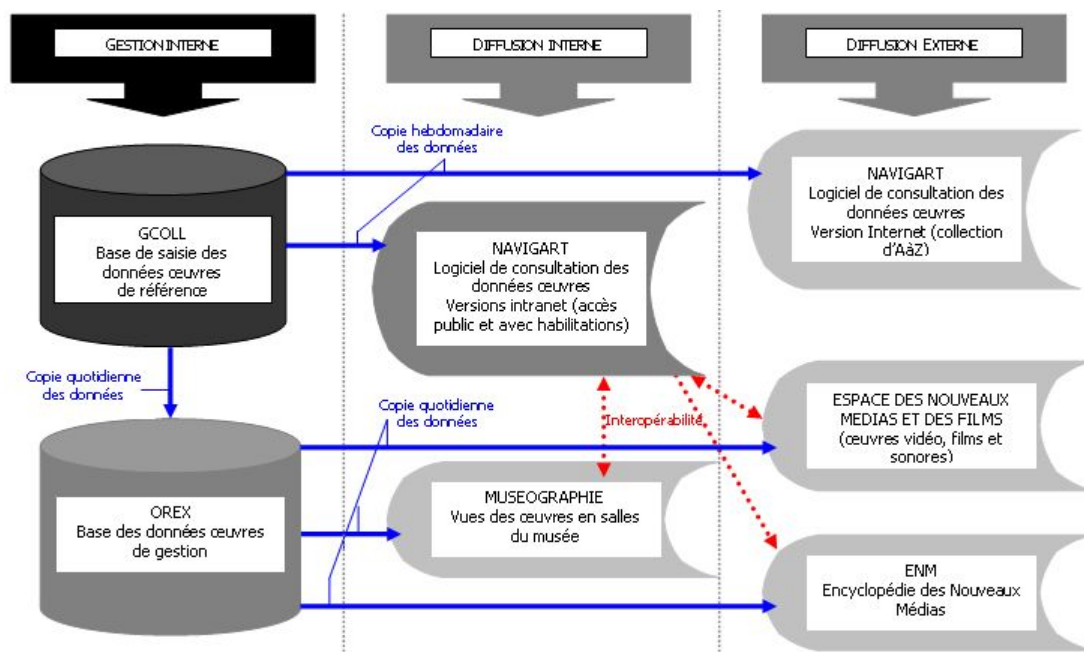 GESTION INTERNE
DIFFUSION INTERNE
DIFFUSION EXTERNE
Copie hebdomadaire
des données
GCOLL
Base de saisie des
données œuvres
de référence
NAVIGART
Logiciel de consultation des
données œuvres
Versions intranet (accès
public et avec habilitations)
NAVIGART
Logiciel de consultation des
données œuvres
Version Internet (collection
d'AàZ)
Copie quotidienne
des données
Copie quotidienne
des données
Interopérabilité
ESPACE DES NOUVEAUX
MEDIAS ET DES FILMS
(œuvres vidéo, films et
sonores)
OREX
Base des données œuvres
de gestion
MUSEOGRAPHIE
Vues des œuvres en salles
du musée
ENM
Encyclopédie des Nouveaux
Médias